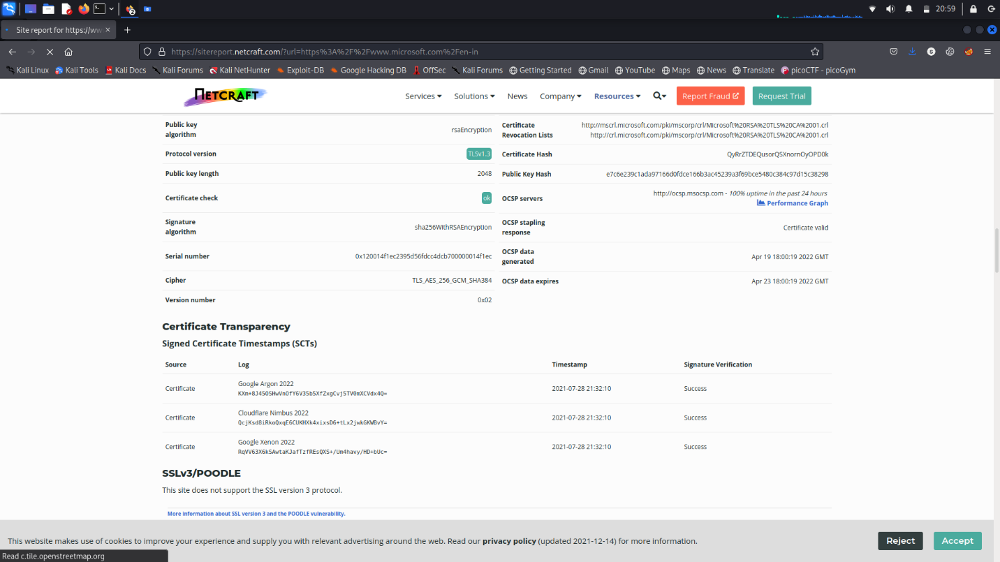 20:59
Site report for https://ww
https://sitereport.netcraft.com/?url=https%3A%2F%2Fwww.microsoft.com%2Fen-in
Kali Linux Kali Tools Kali Docs Kali Forums Kali NetHunter Exploit-DB Google Hacking DB OffSec Kali Forums Getting Started Gmail YouTube Maps News Translate picoCTF - picoGym
NETCRAFT Services Solutions News Company Resources Report Fraud Request Trial
Public key algorithm
rsaEncryption
Protocol version TLSv1.3
Public key length 2048
Certificate check ok
Signature algorithm
sha256WithRSAEncryption
Serial number 0x120014f1ec2395d56fdcc4dcb700000014f1ec
Cipher TLS_AES_256_GCM_SHA384
Version number 0x02
Certificate Revocation Lists
http://mscrl.microsoft.com/pki/mscorp/crl/Microsoft%20RSA%20TLS%20CA%2001.crl
http://crl.microsoft.com/pki/mscorp/crl/Microsoft%20RSA%20TLS%20CA%2001.crl
Certificate Hash QyRrZTDEQusorQSXnornOyOPD0k
Public Key Hash e7c6e239c1ada97166d0fdce166b3ac45239a3f69bce5480c384c97d15c38298
OCSP servers http://ocsp.msocsp.com - 100% uptime in the past 24 hours
Performance Graph
OCSP stapling response
Certificate valid
OCSP data generated
Apr 19 18:00:19 2022 GMT
OCSP data expires Apr 23 18:00:19 2022 GMT
Certificate Transparency
Signed Certificate Timestamps (SCTs)
Source Log Timestamp Signature Verification
Certificate Google Argon 2022 2021-07-28 21:32:10 Success
KXm+8J45OSHwVnOfY6V35b5XfZxgCvj5TV0mXCVdx4Q=
Certificate Cloudflare Nimbus 2022 2021-07-28 21:32:10 Success
QcjKsd8iRkoQxqE6CUKHXk4xixsD6+tLx2jwkGKWBvY=
Certificate Google Xenon 2022 2021-07-28 21:32:10 Success
RqVV63X6kSAwtaKJafTzfREsQXS+/Um4havy/HD+bUc=
SSLv3/POODLE
This site does not support the SSL version 3 protocol.
More information about SSL version 3 and the POODLE vulnerability.
This website makes use of cookies to improve your experience and supply you with relevant advertising around the web. Read our privacy policy (updated 2021-12-14) for more information.
Reject Accept
Read c.tile.openstreetmap.org